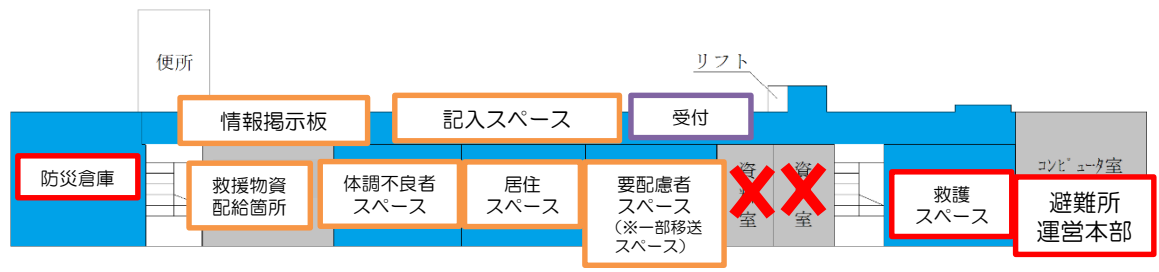 便所
リフト
情報掲示板
記入スペース
受付
防災倉庫
救援物資
配給箇所
体調不良者
スペース
居住
スペース
要配慮者
スペース
(※一部移送
スペース)
資
室
資
室
救護
スペース
コンピュータ室
避難所
運営本部